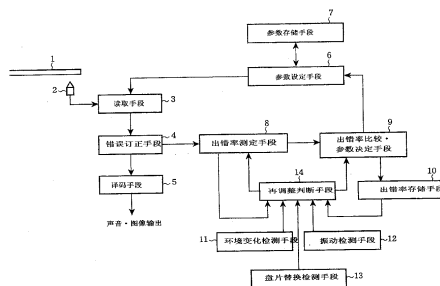 7
参数存储手段
1
6
参数设定手段
2
读取手段
3
8
9
4
错误订正手段
出错率测定手段
出错率比较・
参数决定手段
14
10
译码手段
5
再调整判断手段
出错率存储手段
声音・图像输出
11
环境变化检测手段
振动检测手段
12
盘片替换检测手段
13